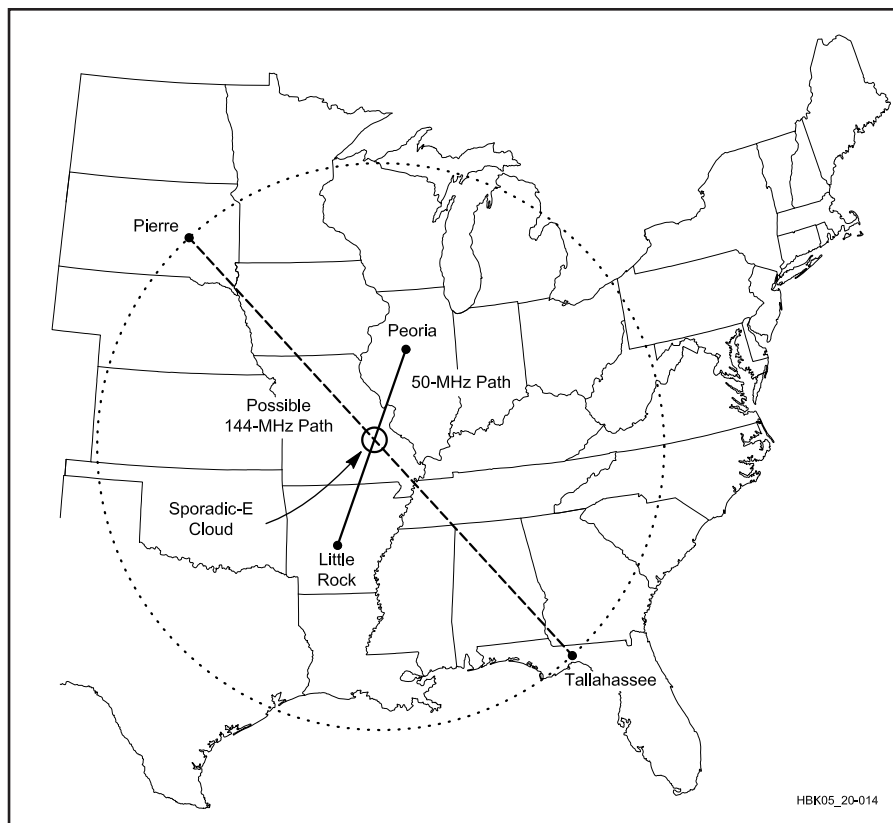 Pierre
Peoria
50-MHz Path
Possible
144-MHz Path
Sporadic-E
Cloud
Little
Rock
Tallahassee
HBK05_20-014